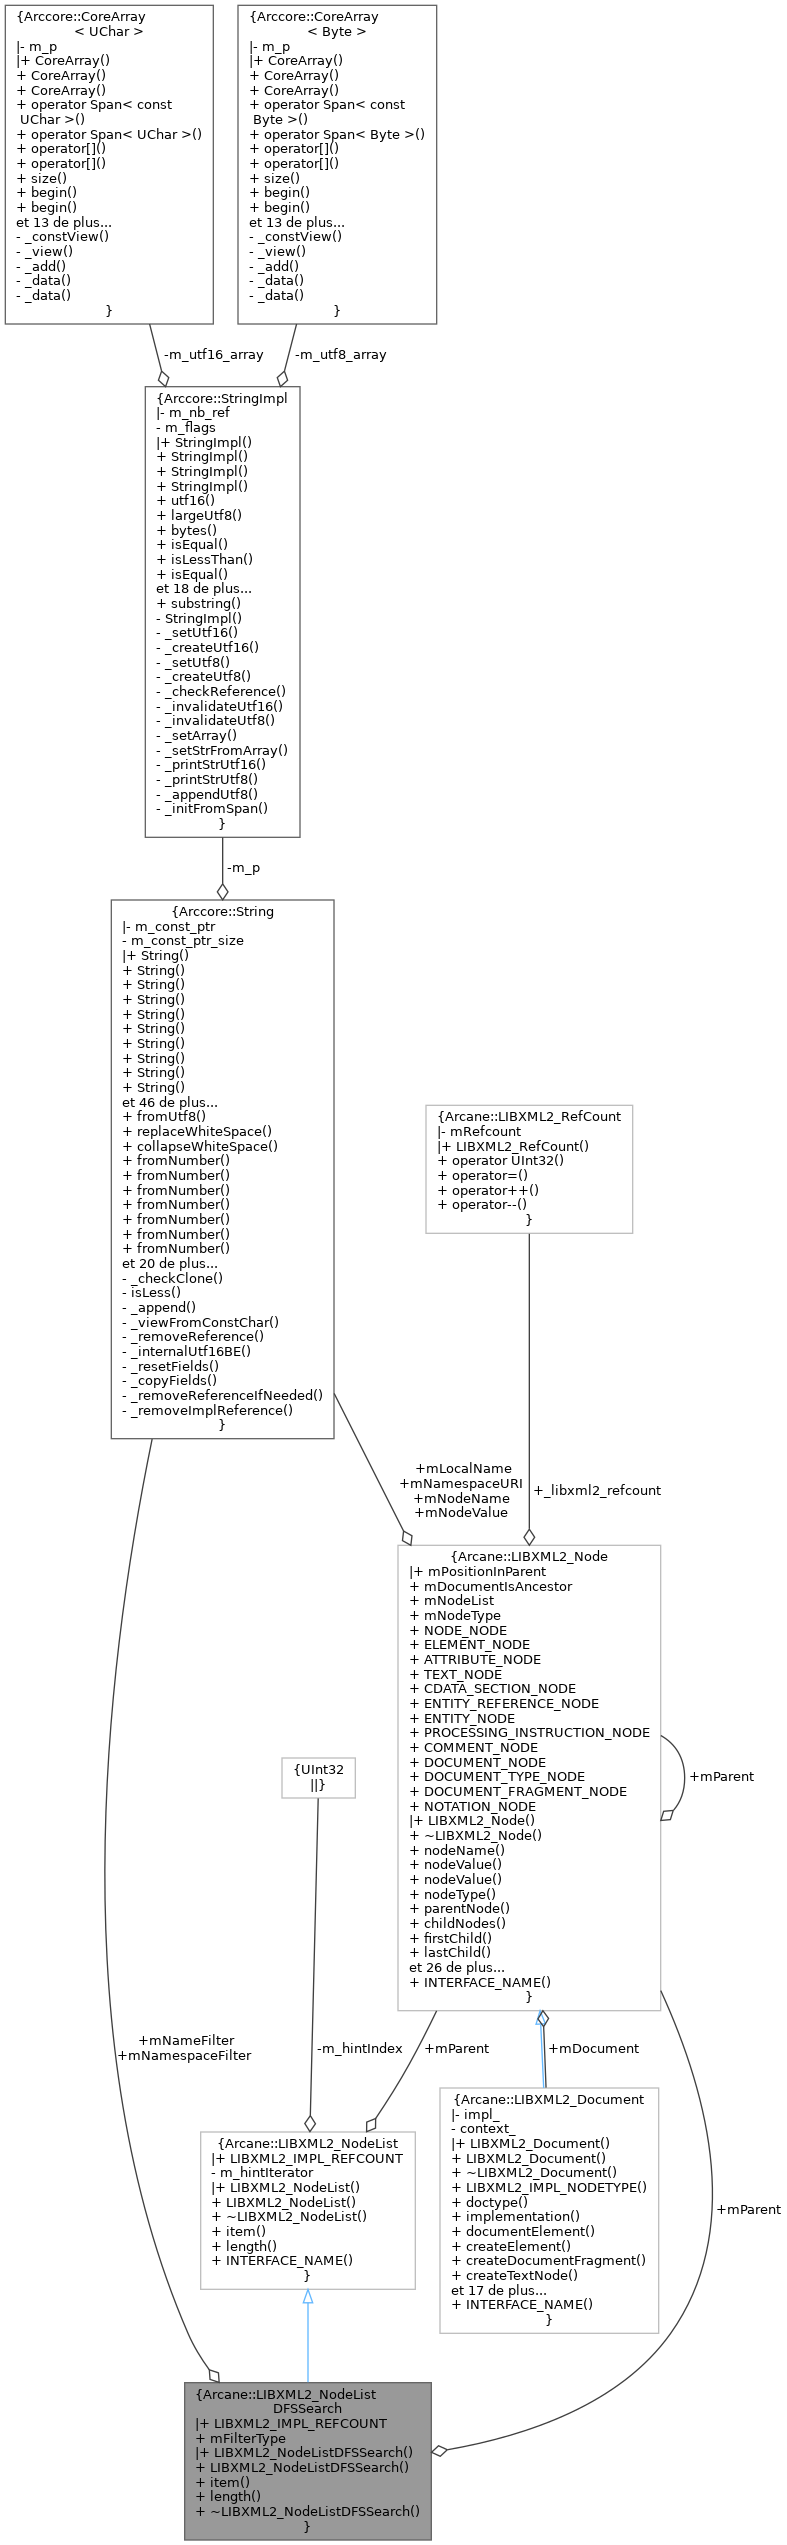 {Arccore::CoreArray
< UChar >
|- m_p
|+ CoreArray()
+ CoreArray()
+ CoreArray()
+ operator Span< const
UChar >()
+ operator Span< UChar >()
+ operator[]()
+ operator[]()
+ size()
+ begin()
+ begin()
et 13 de plus...
- _constView()
- _view()
- _add()
- _data()
- _data()
}
{Arccore::CoreArray
< Byte >
|- m_p
|+ CoreArray()
+ CoreArray()
+ CoreArray()
+ operator Span< const
Byte >()
+ operator Span< Byte >()
+ operator[]()
+ operator[]()
+ size()
+ begin()
+ begin()
et 13 de plus...
- _constView()
- _view()
- _add()
- _data()
- _data()
}
-m_utf16_array
-m_utf8_array
{Arccore::StringImpl
|- m_nb_ref
- m_flags
|+ StringImpl()
+ StringImpl()
+ StringImpl()
+ StringImpl()
+ utf16()
+ largeUtf8()
+ bytes()
+ isEqual()
+ isLessThan()
+ isEqual()
et 18 de plus...
+ substring()
- StringImpl()
- _setUtf16()
- _createUtf16()
- _setUtf8()
- _createUtf8()
- _checkReference()
- _invalidateUtf16()
- _invalidateUtf8()
- _setArray()
- _setStrFromArray()
- _printStrUtf16()
- _printStrUtf8()
- _appendUtf8()
- _initFromSpan()
}
-m_p
{Arccore::String
|- m_const_ptr
- m_const_ptr_size
|+ String()
+ String()
+ String()
+ String()
+ String()
+ String()
+ String()
+ String()
+ String()
+ String()
et 46 de plus...
+ fromUtf8()
+ replaceWhiteSpace()
+ collapseWhiteSpace()
+ fromNumber()
+ fromNumber()
+ fromNumber()
+ fromNumber()
+ fromNumber()
+ fromNumber()
+ fromNumber()
et 20 de plus...
- _checkClone()
- isLess()
- _append()
- _viewFromConstChar()
- _removeReference()
- _internalUtf16BE()
- _resetFields()
- _copyFields()
- _removeReferenceIfNeeded()
- _removeImplReference()
}
{Arcane::LIBXML2_RefCount
|- mRefcount
|+ LIBXML2_RefCount()
+ operator UInt32()
+ operator=()
+ operator++()
+ operator--()
}
+mLocalName
+mNamespaceURI
+mNodeName
+mNodeValue
+_libxml2_refcount
{Arcane::LIBXML2_Node
|+ mPositionInParent
+ mDocumentIsAncestor
+ mNodeList
+ mNodeType
+ NODE_NODE
+ ELEMENT_NODE
+ ATTRIBUTE_NODE
+ TEXT_NODE
+ CDATA_SECTION_NODE
+ ENTITY_REFERENCE_NODE
+ ENTITY_NODE
+ PROCESSING_INSTRUCTION_NODE
+ COMMENT_NODE
+ DOCUMENT_NODE
+ DOCUMENT_TYPE_NODE
+ DOCUMENT_FRAGMENT_NODE
+ NOTATION_NODE
|+ LIBXML2_Node()
+ ~LIBXML2_Node()
+ nodeName()
+ nodeValue()
+ nodeValue()
+ nodeType()
+ parentNode()
+ childNodes()
+ firstChild()
+ lastChild()
et 26 de plus...
+ INTERFACE_NAME()
}
+mParent
{UInt32
||}
+mNameFilter
+mNamespaceFilter
-m_hintIndex
+mParent
+mDocument
{Arcane::LIBXML2_NodeList
|+ LIBXML2_IMPL_REFCOUNT
- m_hintIterator
|+ LIBXML2_NodeList()
+ LIBXML2_NodeList()
+ ~LIBXML2_NodeList()
+ item()
+ length()
+ INTERFACE_NAME()
}
{Arcane::LIBXML2_Document
|- impl_
- context_
|+ LIBXML2_Document()
+ LIBXML2_Document()
+ ~LIBXML2_Document()
+ LIBXML2_IMPL_NODETYPE()
+ doctype()
+ implementation()
+ documentElement()
+ createElement()
+ createDocumentFragment()
+ createTextNode()
et 17 de plus...
+ INTERFACE_NAME()
}
+mParent
{Arcane::LIBXML2_NodeList
DFSSearch
|+ LIBXML2_IMPL_REFCOUNT
+ mFilterType
|+ LIBXML2_NodeListDFSSearch()
+ LIBXML2_NodeListDFSSearch()
+ item()
+ length()
+ ~LIBXML2_NodeListDFSSearch()
}